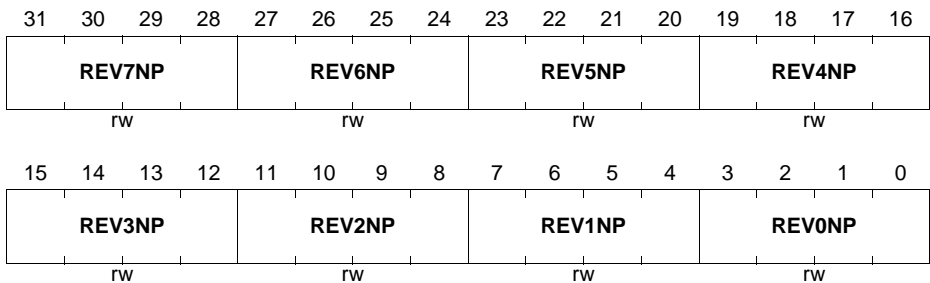 31 30 29 28 27 26 25 24 23 22 21 20 19 18 17 16
REV7NP REV6NP REV5NP REV4NP
rw rw rw rw
15 14 13 12 11 10 9 8 7 6 5 4 3 2 1 0
REV3NP REV2NP REV1NP REV0NP
rw rw rw rw